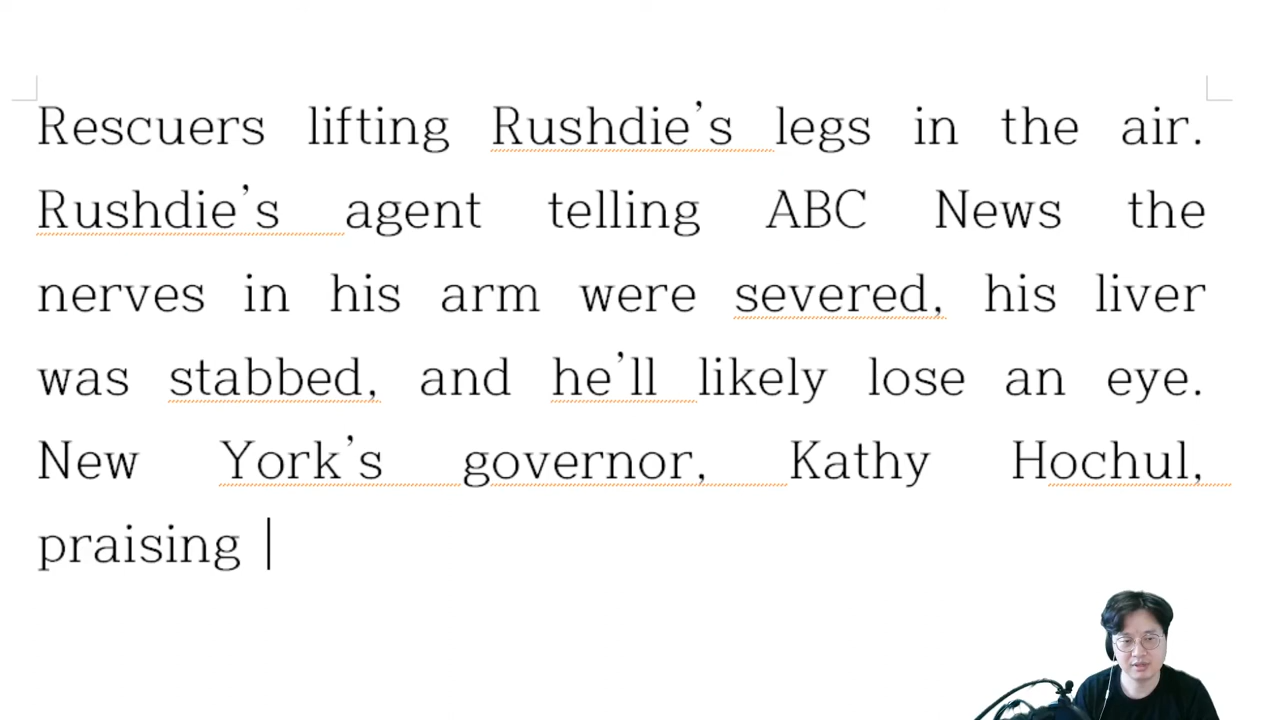 Rescuers lifting Rushdie's legs in the air.
Rushdie's agent telling ABC News the
nerves in his arm were severed, his liver
was stabbed, and he'll likely lose an eye.
New York's governor, Kathy Hochul,
praising